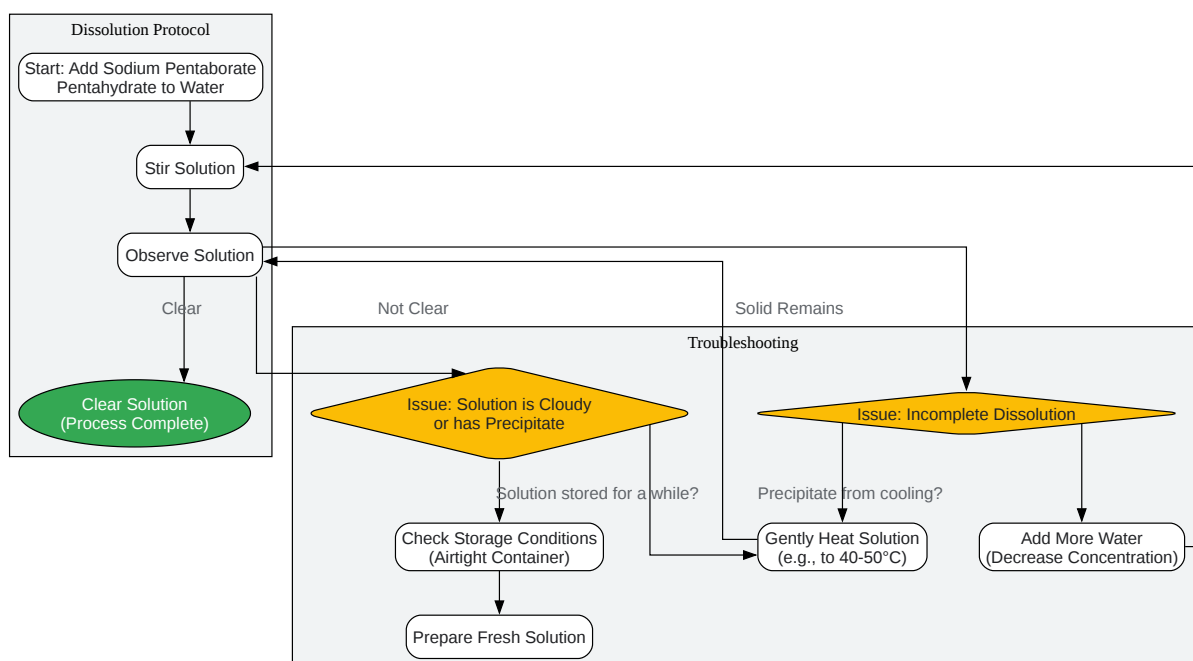 Dissolution Protocol
Start: Add Sodium Pentaborate
Pentahydrate to Water
Stir Solution
Observe Solution
Clear
Not Clear
Solid Remains
Troubleshooting
Clear Solution
(Process Complete)
Issue: Solution is Cloudy
or has Precipitate
Issue: Incomplete Dissolution
Solution stored for a while?
Precipitate from cooling?
Check Storage Conditions
(Airtight Container)
Gently Heat Solution
(e.g., to 40-50°C)
Add More Water
(Decrease Concentration)
Prepare Fresh Solution